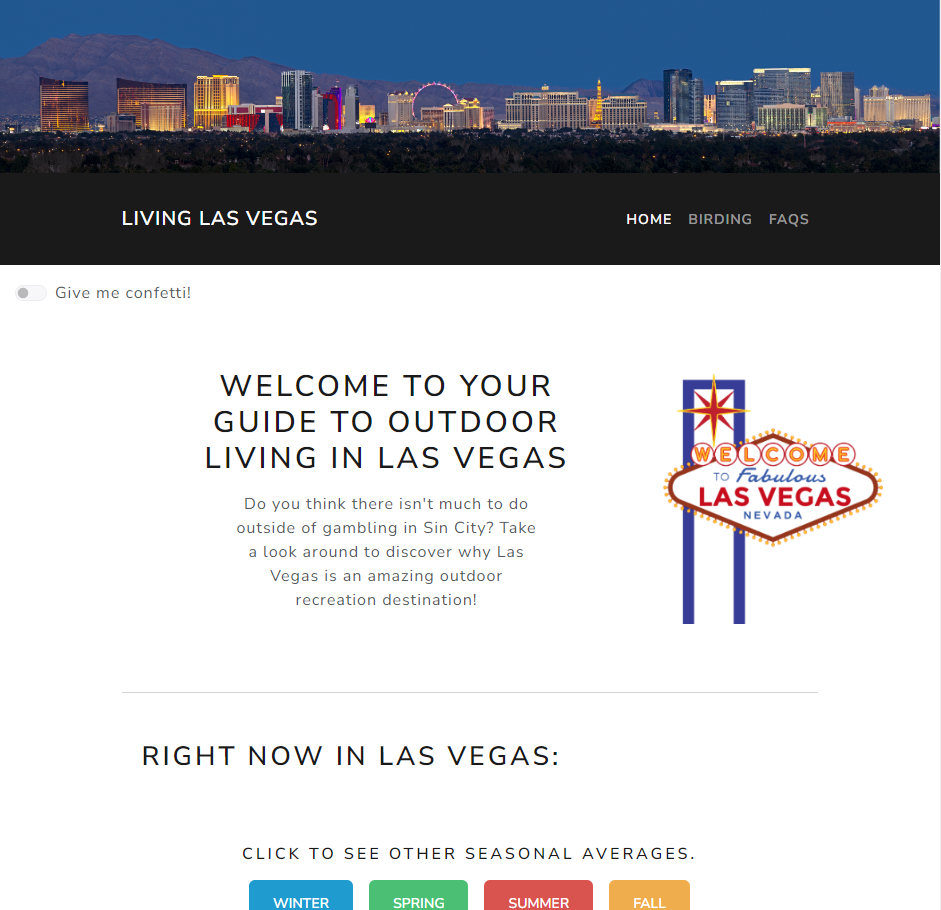 LIVING LAS VEGAS
HOME BIRDING FAQS
Give me confetti!
WELCOME TO YOUR
GUIDE TO OUTDOOR
LIVING IN LAS VEGAS
Do you think there isn't much to do
outside of gambling in Sin City? Take
a look around to discover why Las
Vegas is an amazing outdoor
recreation destination!
WELCOME
TO Fabulous
LAS VEGAS
NEVADA
RIGHT NOW IN LAS VEGAS:
CLICK TO SEE OTHER SEASONAL AVERAGES.
WINTER SPRING SUMMER FALL